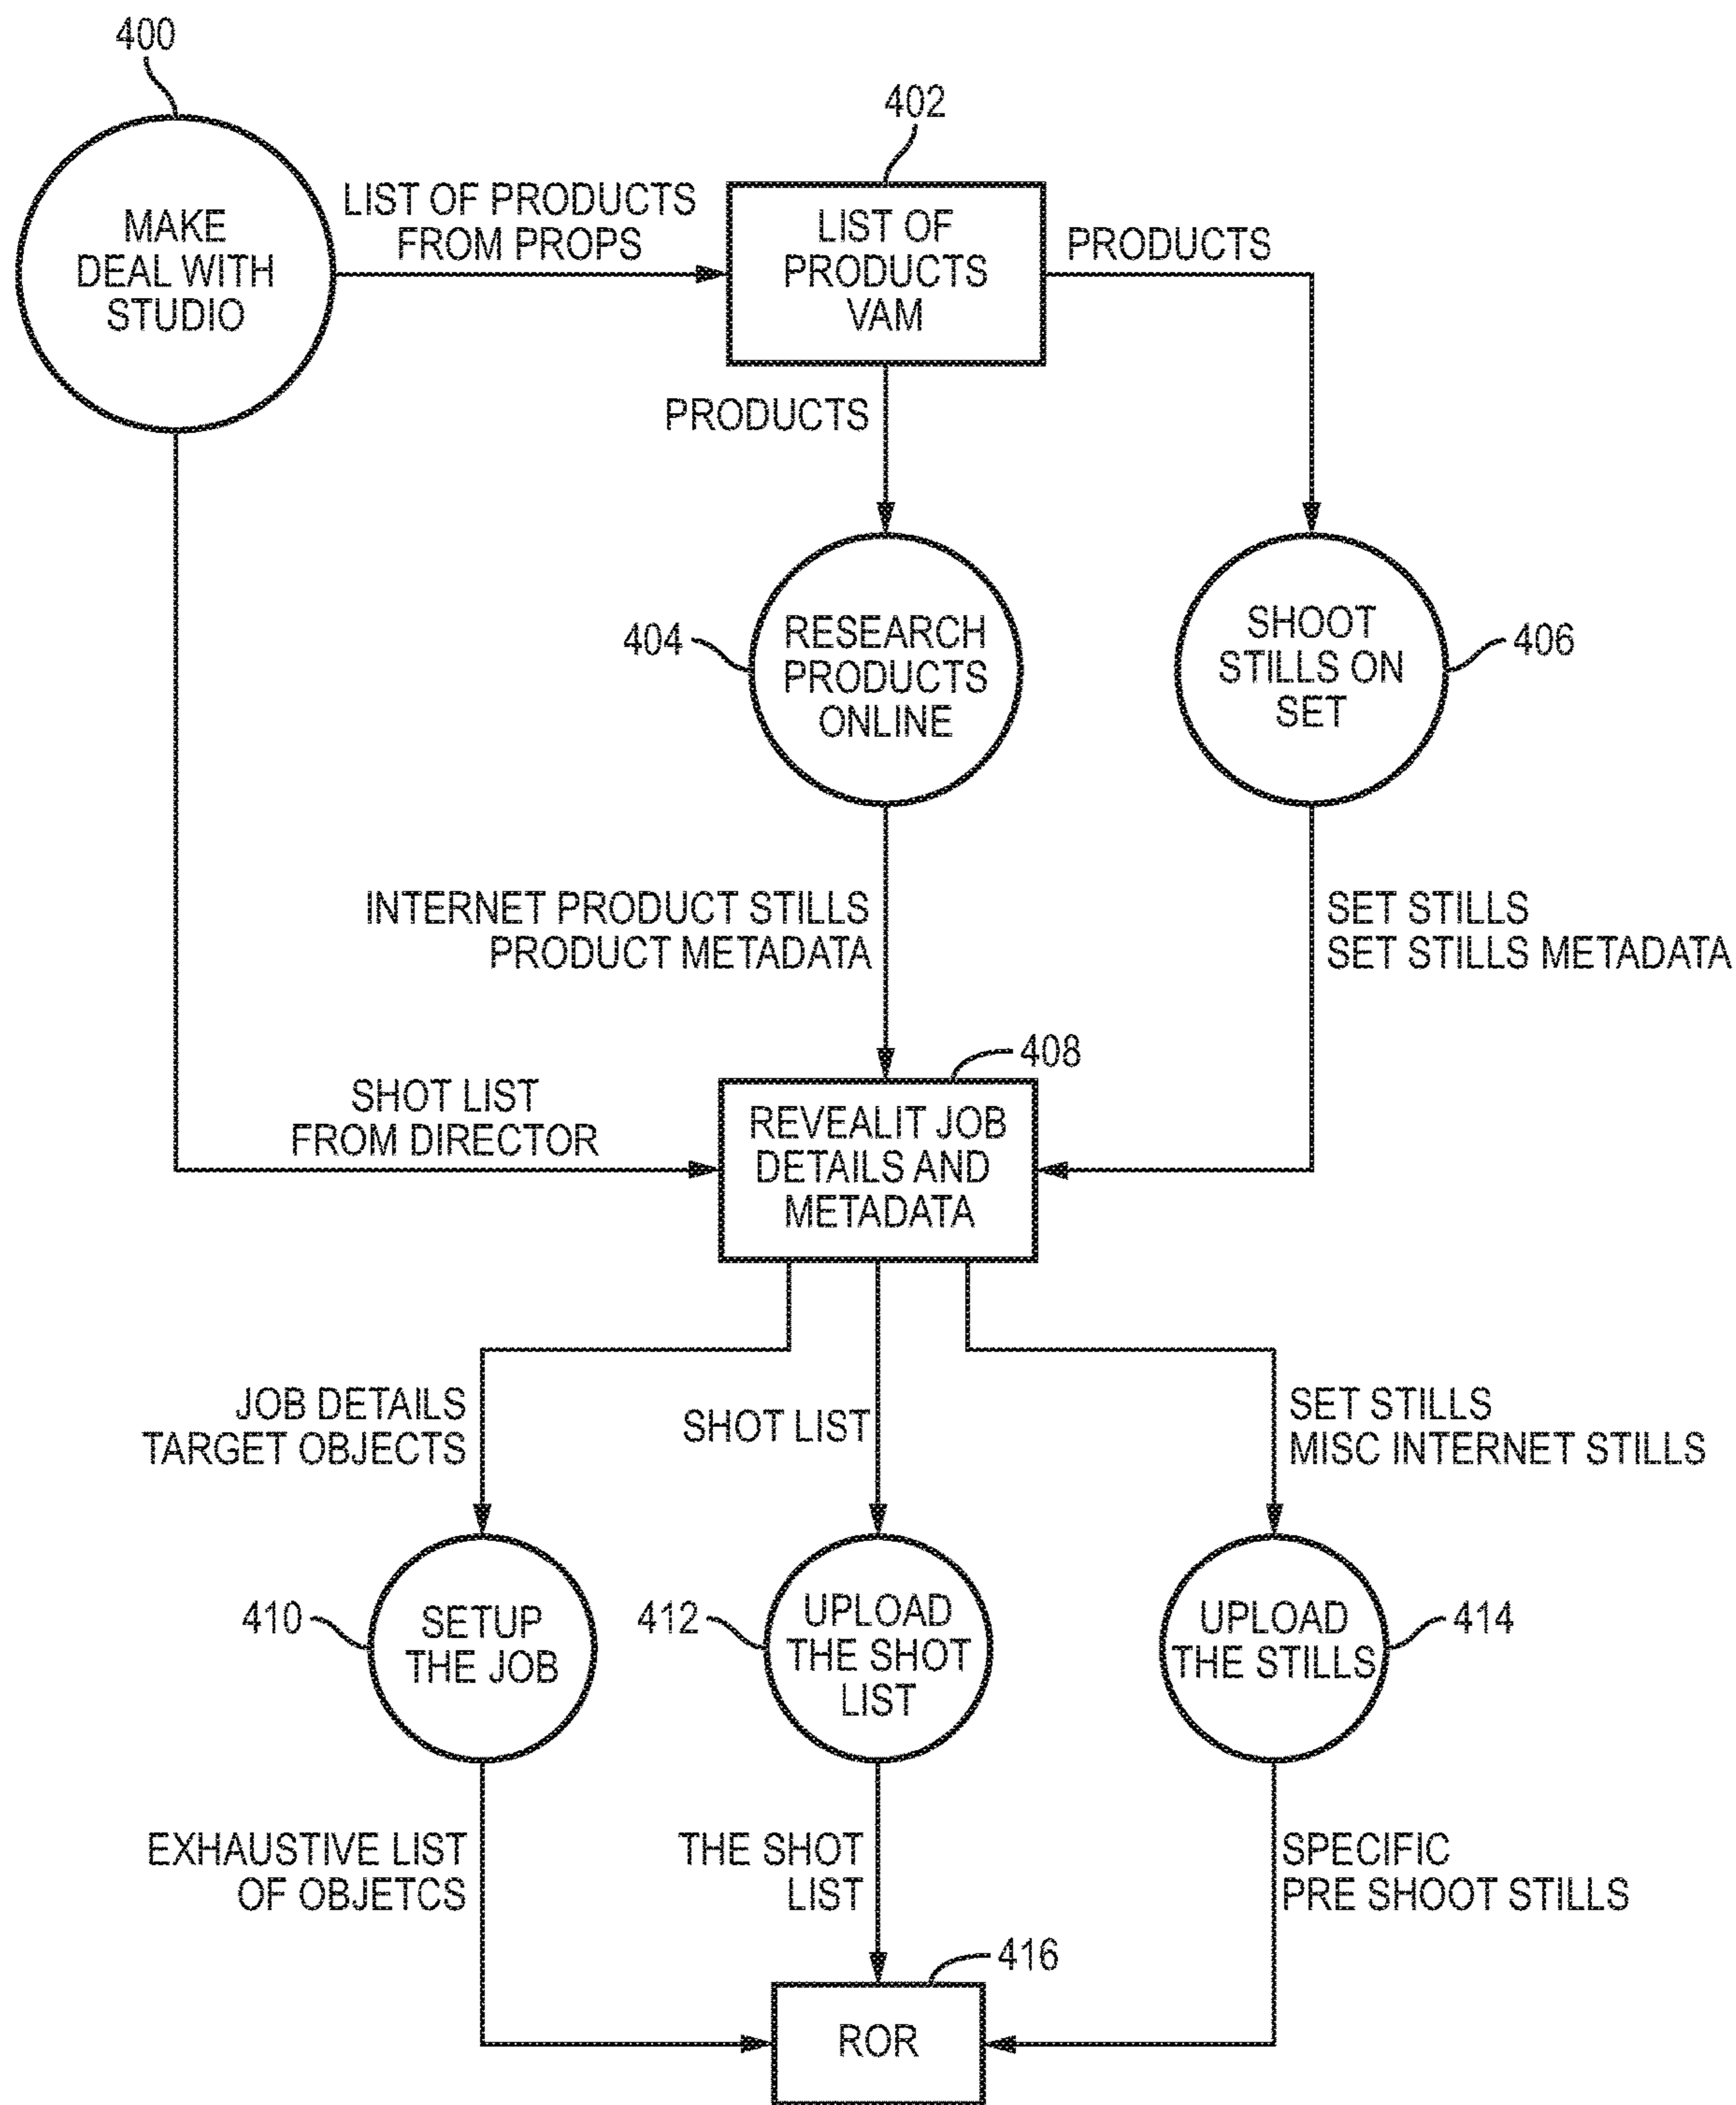 400
402
MAKE
DEAL WITH
STUDIO
LIST OF PRODUCTS
FROM PROPS
LIST OF
PRODUCTS
VAM
PRODUCTS
PRODUCTS
404
RESEARCH
PRODUCTS
ONLINE
SHOOT
STILLS ON
SET
406
INTERNET PRODUCT STILLS
PRODUCT METADATA
SET STILLS
SET STILLS METADATA
408
SHOT LIST
FROM DIRECTOR
REVEALIT JOB
DETAILS AND
METADATA
JOB DETAILS
TARGET OBJECTS
SHOT LIST
SET STILLS
MISC INTERNET STILLS
410
SETUP
THE JOB
412
UPLOAD
THE SHOT
LIST
UPLOAD
THE STILLS
414
EXHAUSTIVE LIST
OF OBJETCS
THE SHOT
LIST
SPECIFIC
PRE SHOOT STILLS
416
ROR